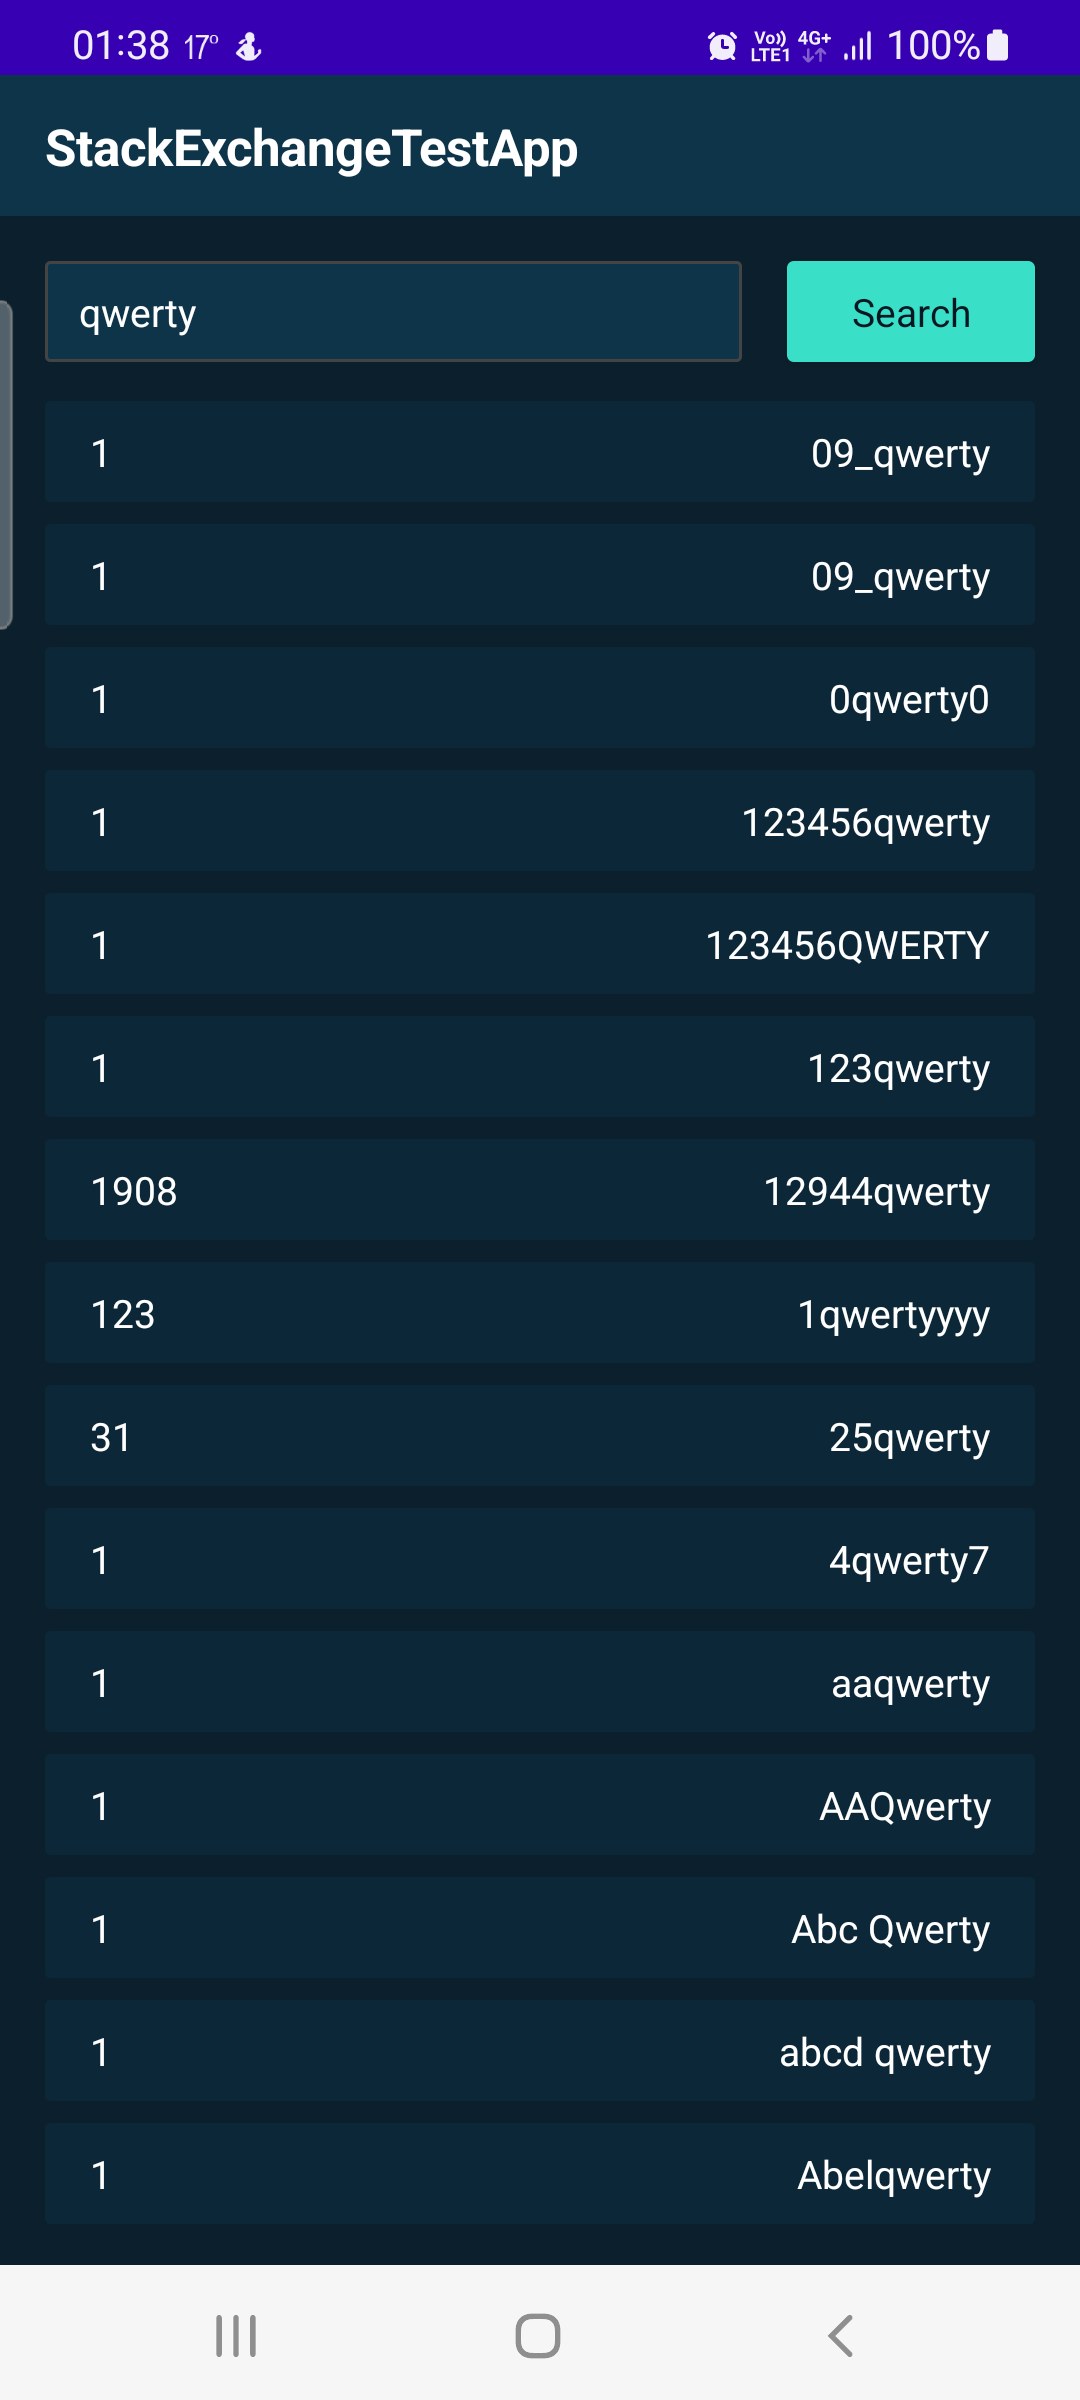 01:38 17° Vo)) LTE1 4G+ 100%
StackExchangeTestApp
qwerty Search
1 09_qwerty
1 09_qwerty
1 0qwerty0
1 123456qwerty
1 123456QWERTY
1 123qwerty
1908 12944qwerty
123 1qwertyyyy
31 25qwerty
1 4qwerty7
1 aaqwerty
1 AAQwerty
1 Abc Qwerty
1 abcd qwerty
1 Abelqwerty